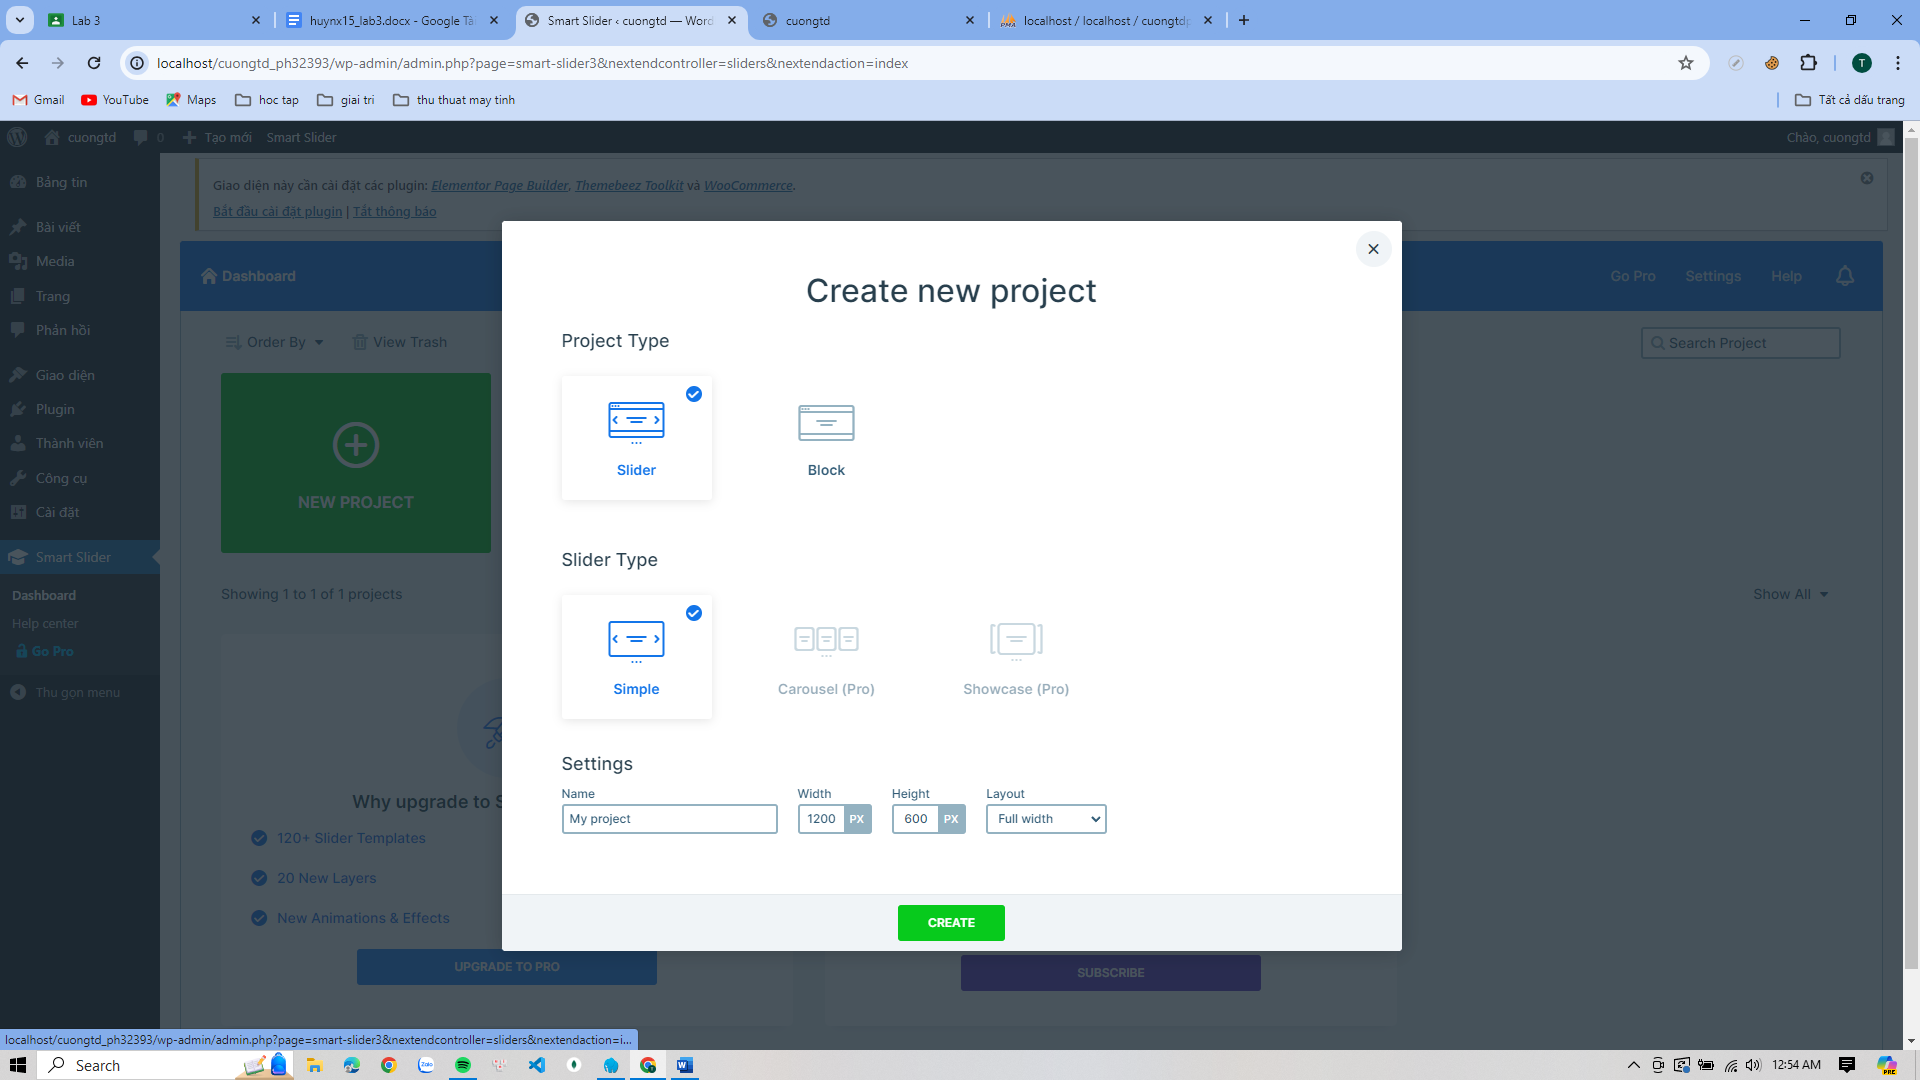 Lab 3
huynx15_lab3.docx - Google Tà
Smart Slider ‹ cuongtd — Word
cuongtd
localhost / localhost / cuongtdp
localhost/cuongtd_ph32393/wp-admin/admin.php?page=smart-slider3&nextendcontroller=sliders&nextendaction=index
T
Gmail
YouTube
Maps
hoc tap
giai tri
thu thuat may tinh
Tất cả dấu trang
cuongtd
0
Tạo mới
Smart Slider
Chào, cuongtd
Bảng tin
Bài viết
Media
Trang
Phản hồi
Giao diện
Plugin
Thành viên
Công cụ
Cài đặt
Smart Slider
Dashboard
Help center
Go Pro
Thu gọn menu
Giao diện này cần cài đặt các plugin: Elementor Page Builder, Themebeez Toolkit và WooCommerce.
Bắt đầu cài đặt plugin | Tắt thông báo
Dashboard
Go Pro
Settings
Help
Order By
View Trash
Search Project
NEW PROJECT
Showing 1 to 1 of 1 projects
Show All
Why upgrade to S
120+ Slider Templates
20 New Layers
New Animations & Effects
UPGRADE TO PRO
SUBSCRIBE
Create new project
Project Type
Slider
Block
Slider Type
Simple
Carousel (Pro)
Showcase (Pro)
Settings
Name
Width
Height
Layout
My project
1200 PX
600 PX
Full width
CREATE
localhost/cuongtd_ph32393/wp-admin/admin.php?page=smart-slider3&nextendcontroller=sliders&nextendaction=i...
Search
Zalo
12:54 AM
PRE